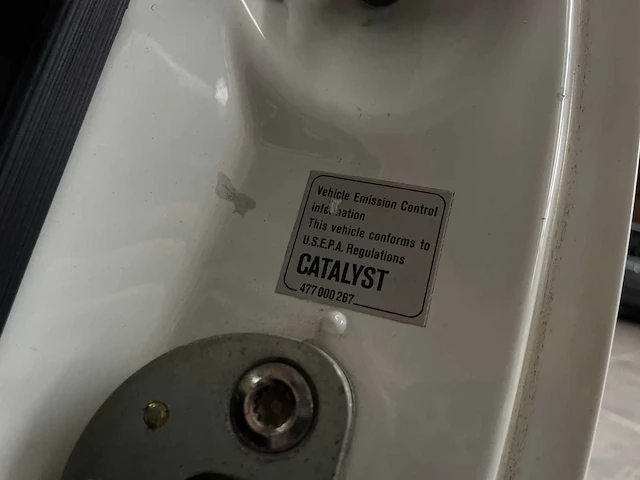 Vehicle Emission Control
information
This vehicle conforms to
U.S.E.P.A. Regulations
CATALYST
477 000 267